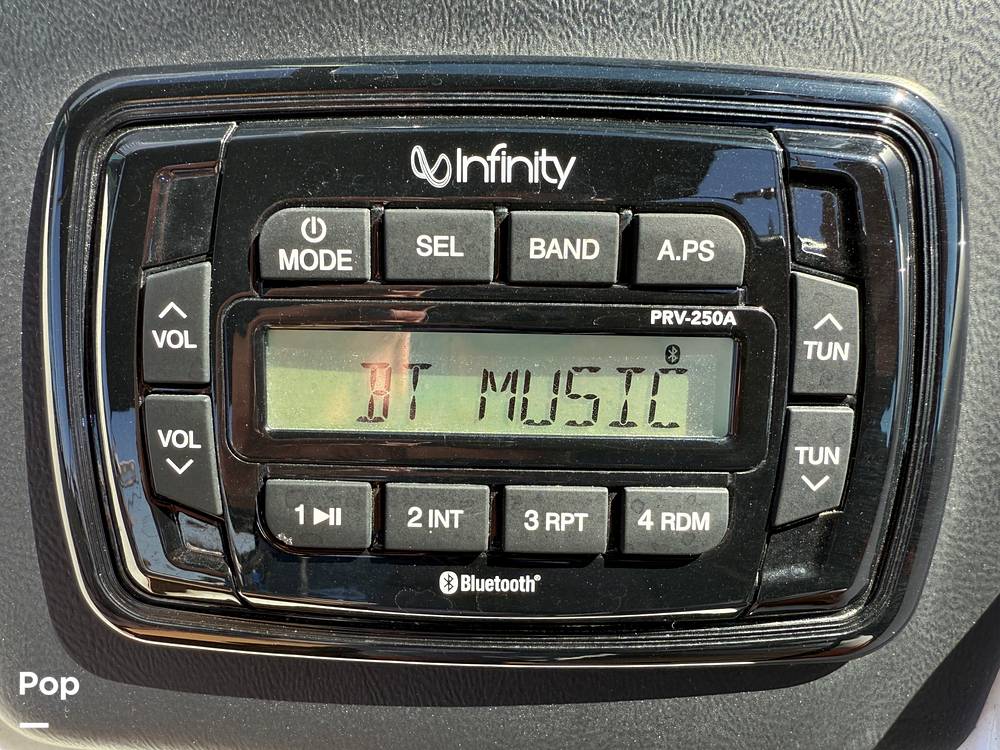 Infinity
MODE SEL BAND A.PS
PRV-250A
VOL
TUN
BT MUSIC
VOL
TUN
1 2 INT 3 RPT 4 RDM
Bluetooth®
Pop